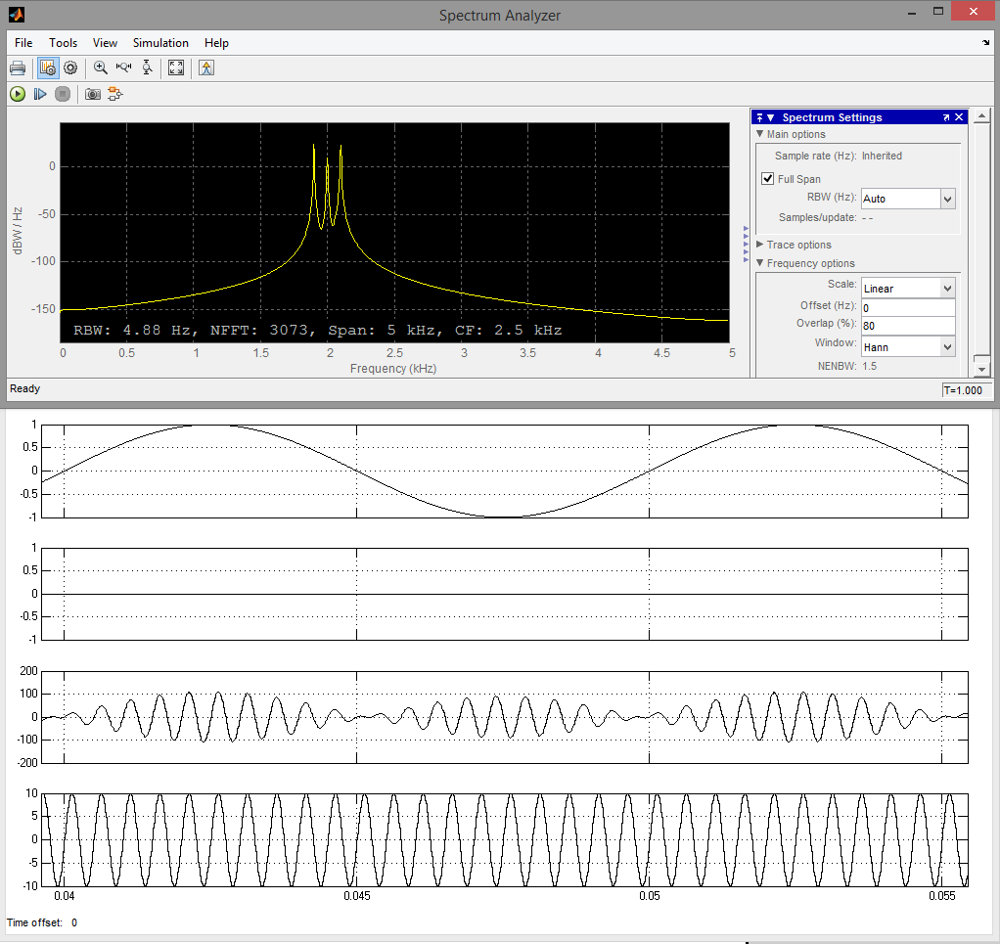 Spectrum Analyzer
File Tools View Simulation Help
Spectrum Settings
Main options
Sample rate (Hz): Inherited
Full Span
RBW (Hz): Auto
Samples/update: - -
Trace options
Frequency options
Scale: Linear
Offset (Hz): 0
Overlap (%): 80
Window: Hann
NENBW: 1.5
dBW / Hz
0
-50
-100
-150
RBW: 4.88 Hz, NFFT: 3073, Span: 5 kHz, CF: 2.5 kHz
0 0.5 1 1.5 2 2.5 3 3.5 4 4.5 5
Frequency (kHz)
Ready T=1.000
1
0.5
0
-0.5
-1
1
0.5
0
-0.5
-1
200
100
0
-100
-200
10
5
0
-5
-10
0.04 0.045 0.05 0.055
Time offset: 0